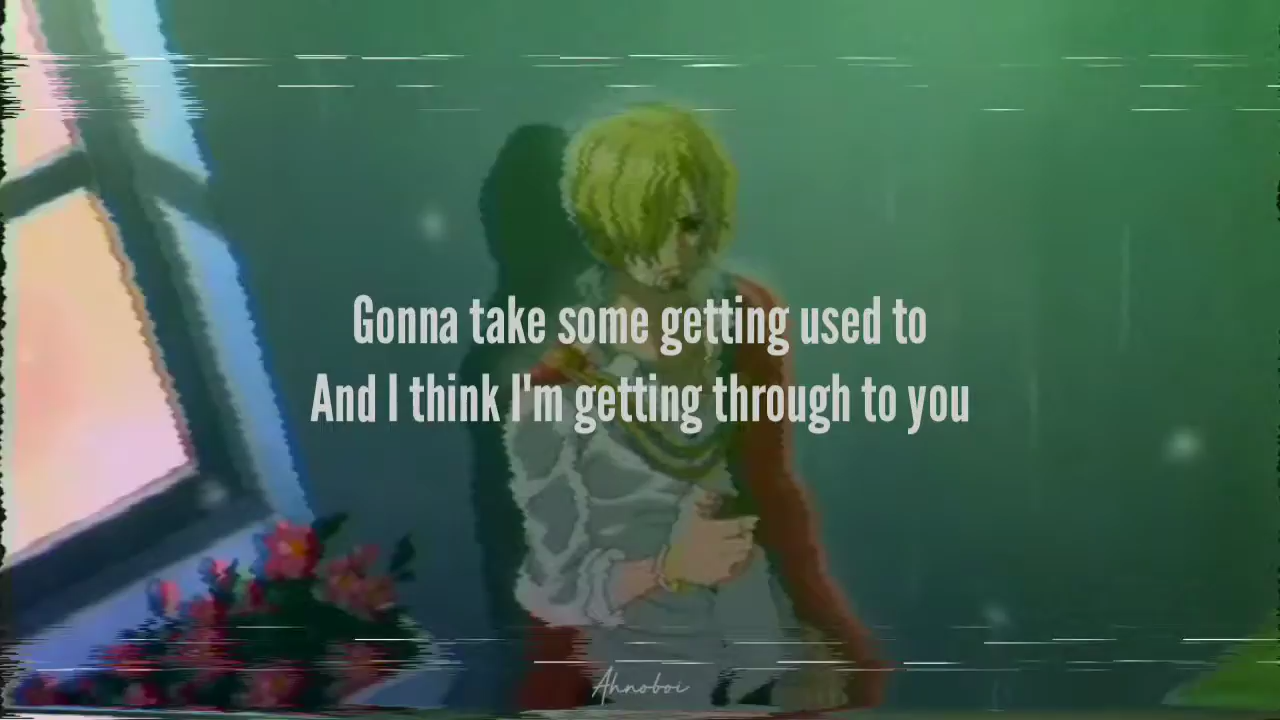 Gonna take some getting used to
And I think I'm getting through to you
Ahnoboi